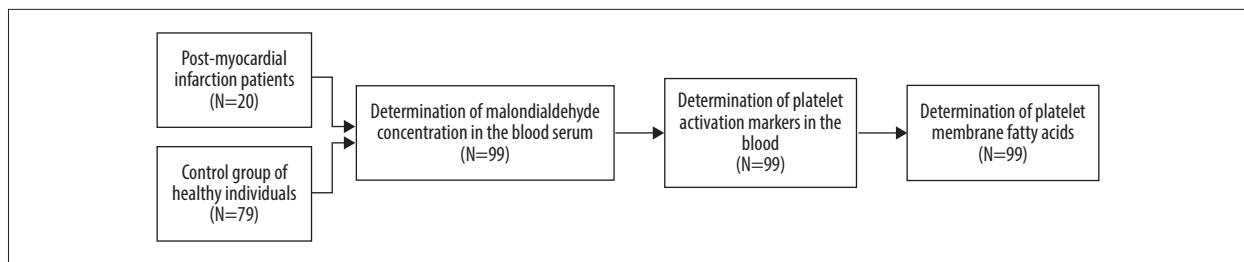 Post-myocardial
infarction patients
(N=20)
Control group of
healthy individuals
(N=79)
Determination of malondialdehyde
concentration in the blood serum
(N=99)
Determination of platelet
activation markers in the
blood
(N=99)
Determination of platelet
membrane fatty acids
(N=99)